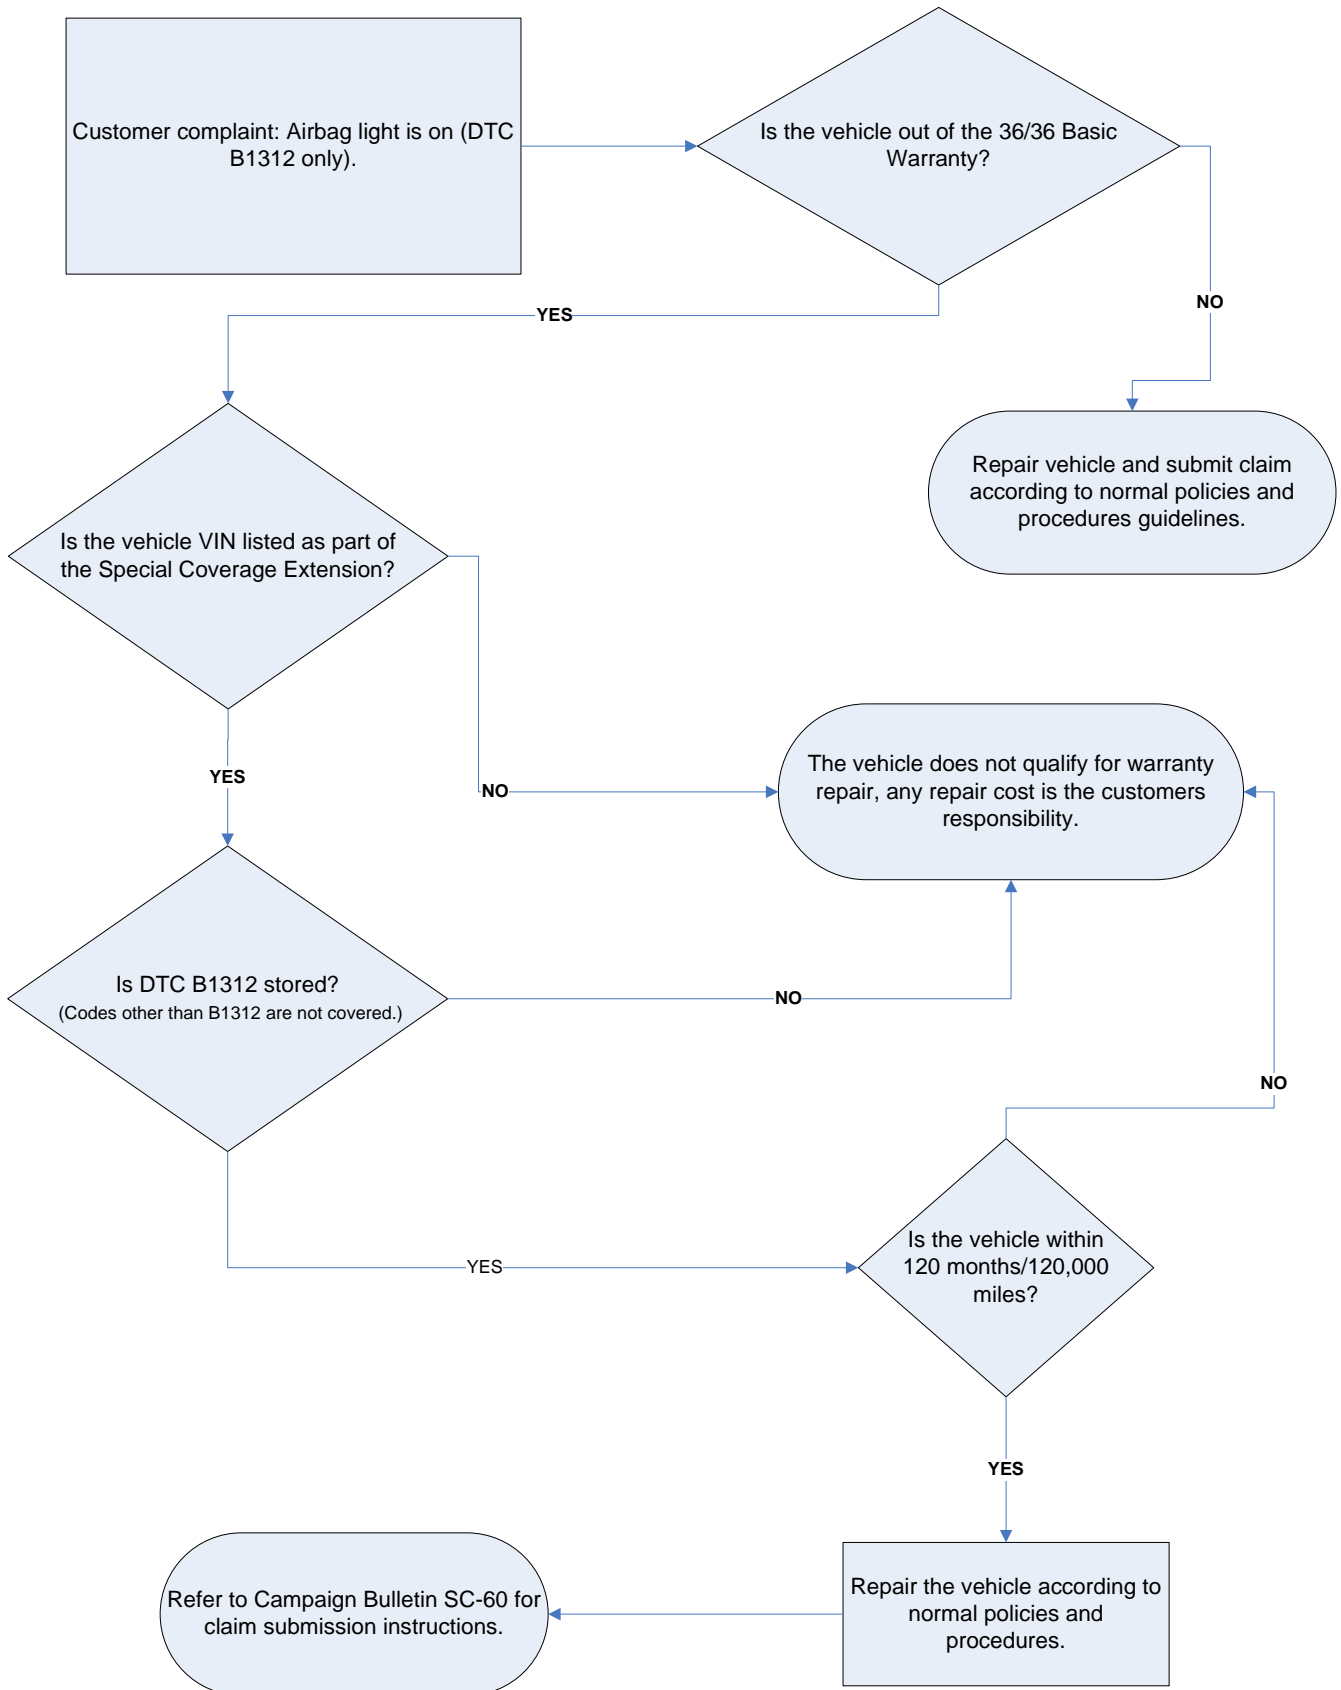 Customer complaint: Airbag light is on (DTC
B1312 only).
Is the vehicle out of the 36/36 Basic
Warranty?
NO
YES
Repair vehicle and submit claim
according to normal policies and
procedures guidelines.
Is the vehicle VIN listed as part of
the Special Coverage Extension?
YES
NO
The vehicle does not qualify for warranty
repair, any repair cost is the customers
responsibility.
Is DTC B1312 stored?
(Codes other than B1312 are not covered.)
NO
NO
YES
Is the vehicle within
120 months/120,000
miles?
YES
Repair the vehicle according to
normal policies and
procedures.
Refer to Campaign Bulletin SC-60 for
claim submission instructions.